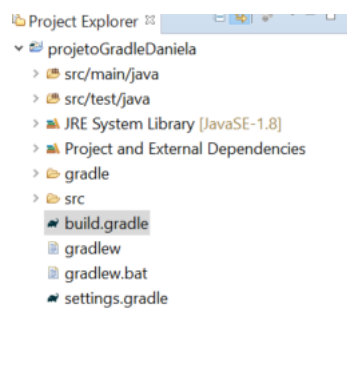 Project Explorer
projetoGradleDaniela
src/main/java
src/test/java
JRE System Library [JavaSE-1.8]
Project and External Dependencies
gradle
src
build.gradle
gradlew
gradlew.bat
settings.gradle